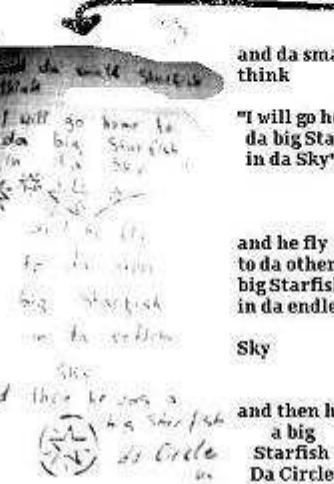 and da small Starfish
think
I will go home to
da big Starfish
in da Sky
and he fly
to da other
big Starfish
in da endless
Sky
then he was a
big Starfish
da Circle
and da sma
think
"I will go ho
da big Sta
in da Sky"
and he fly
to da other
big Starfish
in da endle
Sky
and then h
a big
Starfish
Da Circle